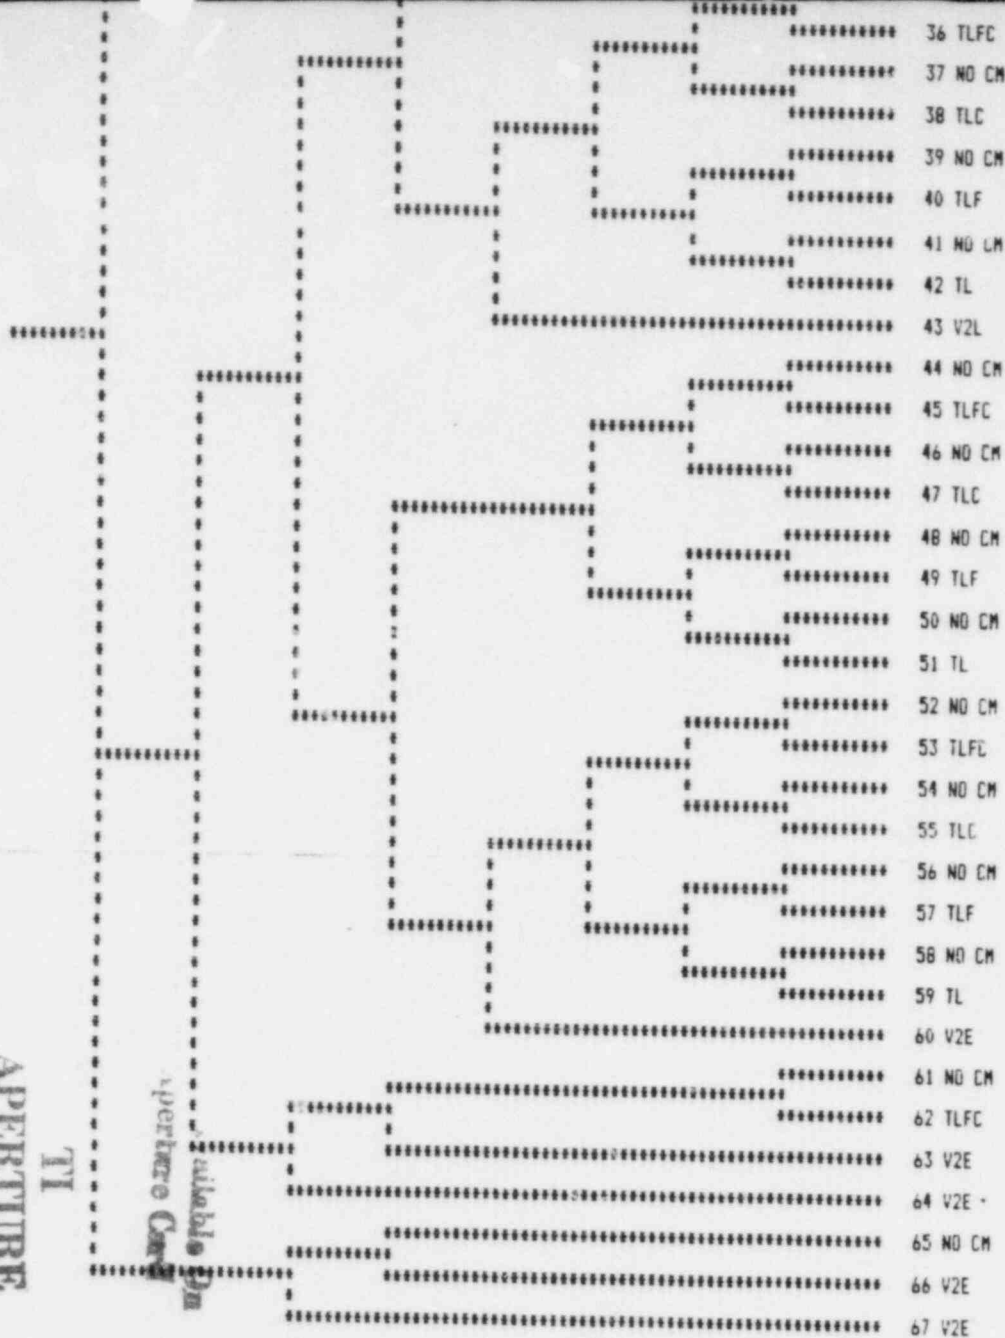 36 TLFC
37 NO CM
38 TLC
39 NO CM
40 TLF
41 NO CM
42 TL
43 V2L
44 NO CM
45 TLFC
46 NO CM
47 TLC
48 NO CM
49 TLF
50 NO CM
51 TL
52 NO CM
53 TLFC
54 NO CM
55 TLC
56 NO CM
57 TLF
58 NO CM
59 TL
60 V2E
61 NO CM
62 TLFC
63 V2E
64 V2E
65 NO CM
66 V2E
67 V2E
TI
APERTURE
Aperture Card